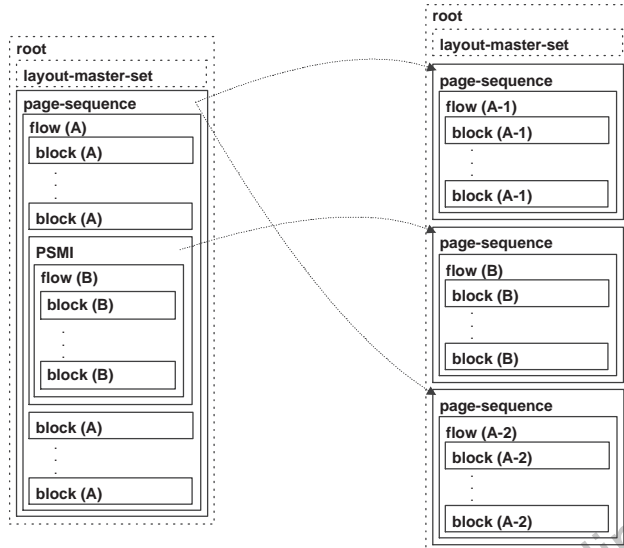 root
layout-master-set
page-sequence
flow (A)
block (A)
block (A)
PSMI
flow (B)
block (B)
block (B)
block (A)
block (A)
root
layout-master-set
page-sequence
flow (A-1)
block (A-1)
block (A-1)
page-sequence
flow (B)
block (B)
block (B)
page-sequence
flow (A-2)
block (A-2)
block (A-2)